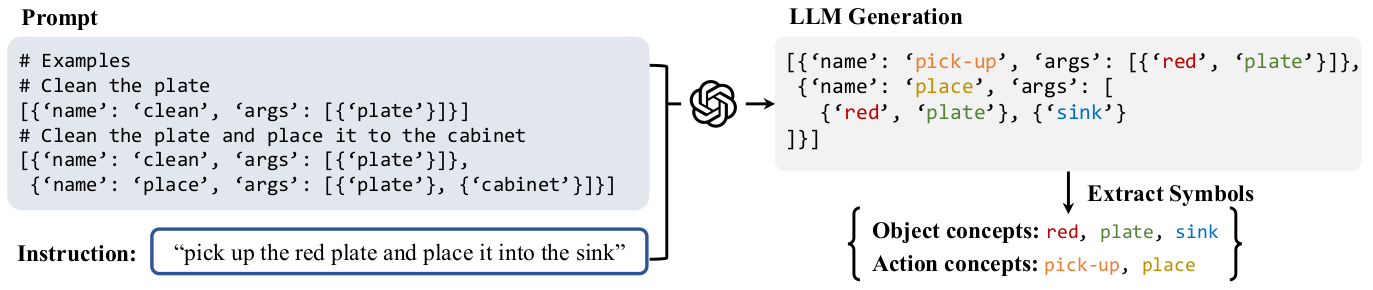 Prompt
# Examples
# Clean the plate
[{‘name’: ‘clean’, ‘args’: [{‘plate’}]}]
# Clean the plate and place it to the cabinet
[{‘name’: ‘clean’, ‘args’: [{‘plate’}]},
{‘name’: ‘place’, ‘args’: [{‘plate’}, {‘cabinet’}]}]
Instruction: “pick up the red plate and place it into the sink”
LLM Generation
[{‘name’: ‘pick-up’, ‘args’: [{‘red’, ‘plate’}]},
{‘name’: ‘place’, ‘args’: [
{‘red’, ‘plate’}, {‘sink’}
]}]
Extract Symbols
Object concepts: red, plate, sink
Action concepts: pick-up, place